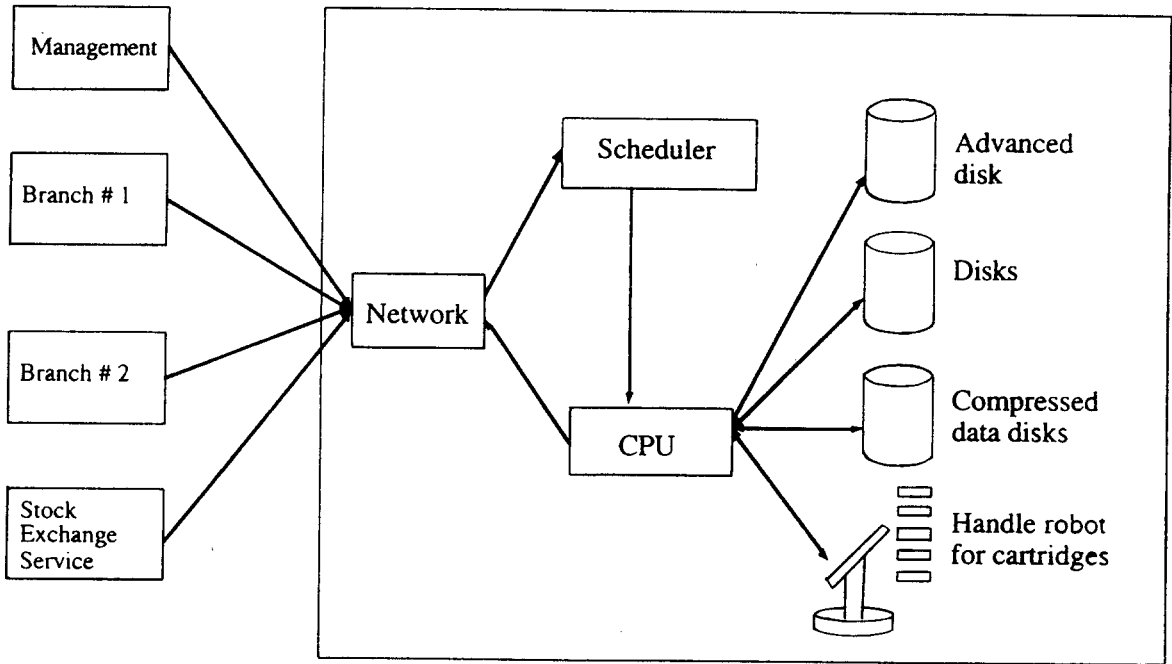 Management
Branch # 1
Branch # 2
Stock
Exchange
Service
Network
Scheduler
CPU
Advanced
disk
Disks
Compressed
data disks
Handle robot
for cartridges